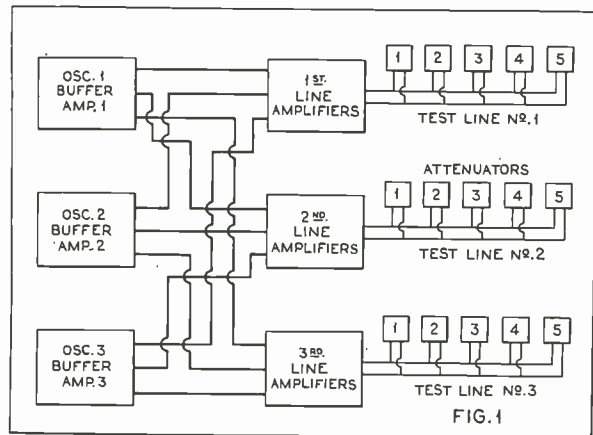 OSC.1
BUFFER
AMP.1
1ST.
LINE
AMPLIFIERS
1 2 3 4 5
TEST LINE Nº.1
OSC.2
BUFFER
AMP.2
2ND.
LINE
AMPLIFIERS
ATTENUATORS
1 2 3 4 5
TEST LINE Nº.2
OSC.3
BUFFER
AMP.3
3RD.
LINE
AMPLIFIERS
1 2 3 4 5
TEST LINE Nº.3
FIG.1